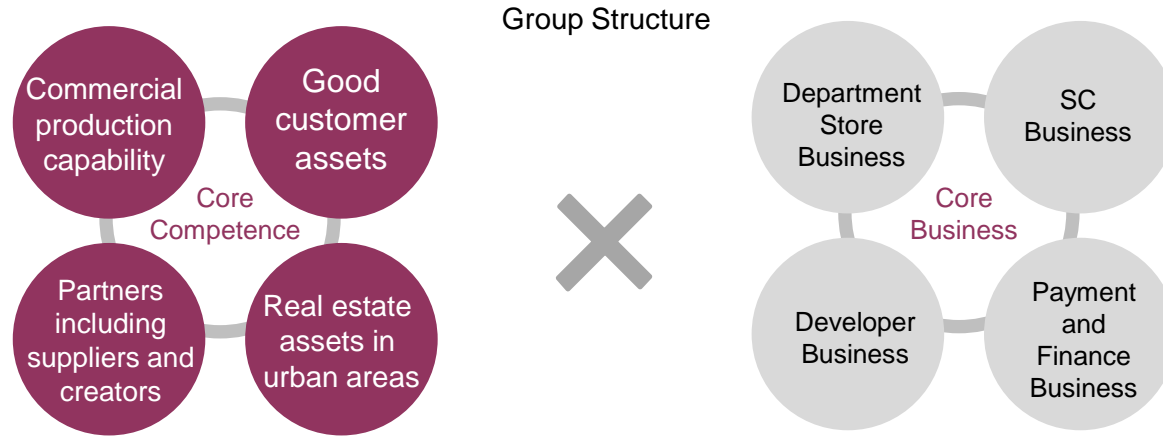 Group Structure
Commercial
production
capability
Good
customer
assets
Core
Competence
Partners
including
suppliers and
creators
Real estate
assets in
urban areas
Department
Store
Business
SC
Business
Core
Business
Developer
Business
Payment
and
Finance
Business